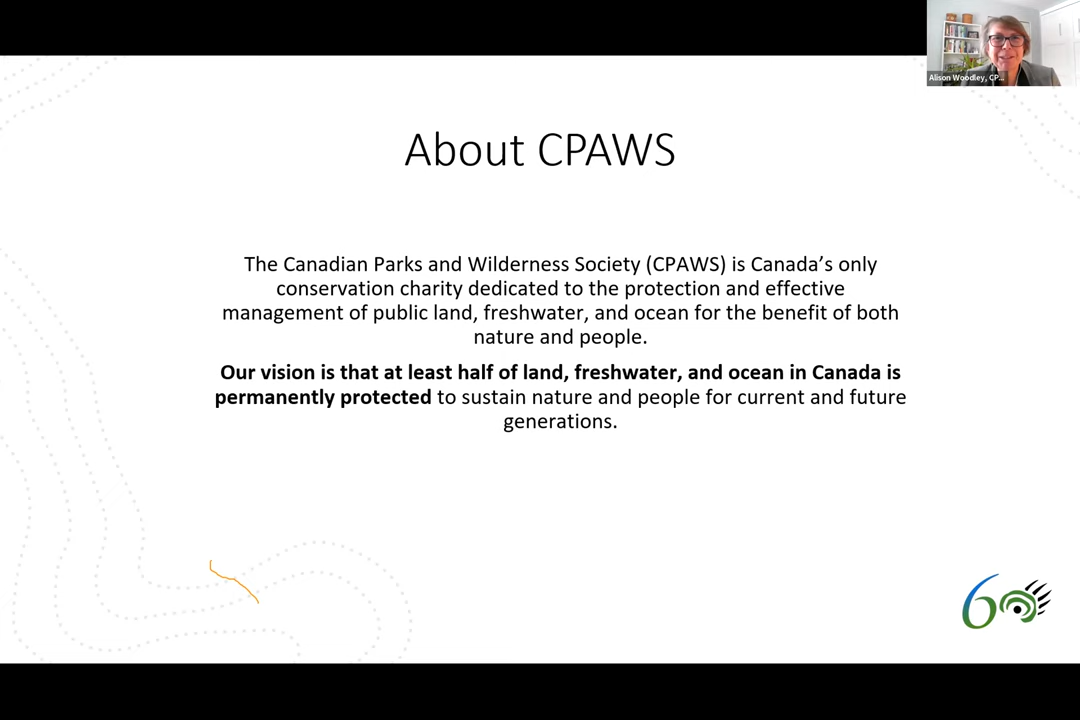 Alison Woodley, CP...
About CPAWS
The Canadian Parks and Wilderness Society (CPAWS) is Canada’s only
conservation charity dedicated to the protection and effective
management of public land, freshwater, and ocean for the benefit of both
nature and people.
Our vision is that at least half of land, freshwater, and ocean in Canada is
permanently protected to sustain nature and people for current and future
generations.
60